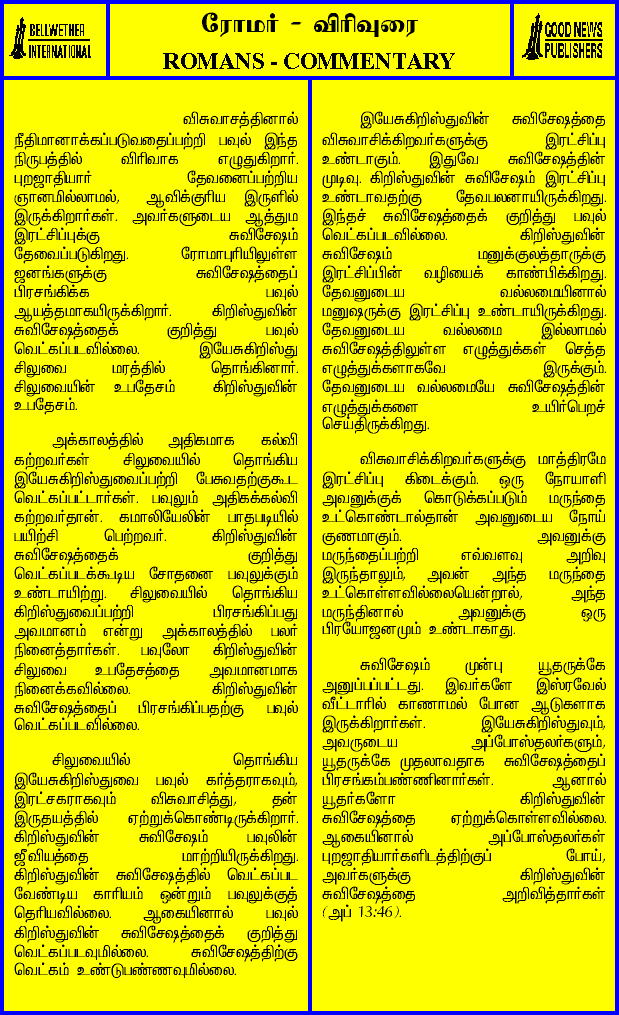 BELLWETHER
INTERNATIONAL
ரோமர் - விரிவுரை
ROMANS - COMMENTARY
GOOD NEWS
PUBLISHERS
விசுவாசத்தினால்
நீதிமானாக்கப்படுவதைப்பற்றி பவுல் இந்த
நிருபத்தில் விரிவாக எழுதுகிறார்.
புறஜாதியார் தேவனைப்பற்றிய
ஞானமில்லாமல், ஆவிக்குரிய இருளில்
இருக்கிறார்கள். அவர்களுடைய ஆத்தும
இரட்சிப்புக்கு சுவிசேஷம்
தேவைப்படுகிறது. ரோமாபுரியிலுள்ள
ஜனங்களுக்கு சுவிசேஷத்தைப்
பிரசங்கிக்க பவுல்
ஆயத்தமாகயிருக்கிறார். கிறிஸ்துவின்
சுவிசேஷத்தைக் குறித்து பவுல்
வெட்கப்படவில்லை. இயேசுகிறிஸ்து
சிலுவை மரத்தில் தொங்கினார்.
சிலுவையின் உபதேசம் கிறிஸ்துவின்
உபதேசம்.
அக்காலத்தில் அதிகமாக கல்வி
கற்றவர்கள் சிலுவையில் தொங்கிய
இயேசுகிறிஸ்துவைப்பற்றி பேசுவதற்குகூட
வெட்கப்பட்டார்கள். பவுலும் அதிகக்கல்வி
கற்றவர்தான். கமாலியேலின் பாதபடியில்
பயிற்சி பெற்றவர். கிறிஸ்துவின்
சுவிசேஷத்தைக் குறித்து
வெட்கப்படக்கூடிய சோதனை பவுலுக்கும்
உண்டாயிற்று. சிலுவையில் தொங்கிய
கிறிஸ்துவைப்பற்றி பிரசங்கிப்பது
அவமானம் என்று அக்காலத்தில் பலர்
நினைத்தார்கள். பவுலோ கிறிஸ்துவின்
சிலுவை உபதேசத்தை அவமானமாக
நினைக்கவில்லை. கிறிஸ்துவின்
சுவிசேஷத்தைப் பிரசங்கிப்பதற்கு பவுல்
வெட்கப்படவில்லை.
சிலுவையில் தொங்கிய
இயேசுகிறிஸ்துவை பவுல் கர்த்தராகவும்,
இரட்சகராகவும் விசுவாசித்து, தன்
இருதயத்தில் ஏற்றுக்கொண்டிருக்கிறார்.
கிறிஸ்துவின் சுவிசேஷம் பவுலின்
ஜீவியத்தை மாற்றியிருக்கிறது.
கிறிஸ்துவின் சுவிசேஷத்தில் வெட்கப்பட
வேண்டிய காரியம் ஒன்றும் பவுலுக்குத்
தெரியவில்லை. ஆகையினால் பவுல்
கிறிஸ்துவின் சுவிசேஷத்தைக் குறித்து
வெட்கப்படவுமில்லை. சுவிசேஷத்திற்கு
வெட்கம் உண்டுபண்ணவுமில்லை.
இயேசுகிறிஸ்துவின் சுவிசேஷத்தை
விசுவாசிக்கிறவர்களுக்கு இரட்சிப்பு
உண்டாகும். இதுவே சுவிசேஷத்தின்
முடிவு. கிறிஸ்துவின் சுவிசேஷம் இரட்சிப்பு
உண்டாவதற்கு தேவபலனாயிருக்கிறது.
இந்தச் சுவிசேஷத்தைக் குறித்து பவுல்
வெட்கப்படவில்லை. கிறிஸ்துவின்
சுவிசேஷம் மனுக்குலத்தாருக்கு
இரட்சிப்பின் வழியைக் காண்பிக்கிறது.
தேவனுடைய வல்லமையினால்
மனுஷருக்கு இரட்சிப்பு உண்டாயிருக்கிறது.
தேவனுடைய வல்லமை இல்லாமல்
சுவிசேஷத்திலுள்ள எழுத்துக்கள் செத்த
எழுத்துக்களாகவே இருக்கும்.
தேவனுடைய வல்லமையே சுவிசேஷத்தின்
எழுத்துக்களை உயிர்பெறச்
செய்திருக்கிறது.
விசுவாசிக்கிறவர்களுக்கு மாத்திரமே
இரட்சிப்பு கிடைக்கும். ஒரு நோயாளி
அவனுக்குக் கொடுக்கப்படும் மருந்தை
உட்கொண்டால்தான் அவனுடைய நோய்
குணமாகும். அவனுக்கு
மருந்தைப்பற்றி எவ்வளவு அறிவு
இருந்தாலும், அவன் அந்த மருந்தை
உட்கொள்ளவில்லையென்றால், அந்த
மருந்தினால் அவனுக்கு ஒரு
பிரயோஜனமும் உண்டாகாது.
சுவிசேஷம் முன்பு யூதருக்கே
அனுப்பப்பட்டது. இவர்களே இஸ்ரவேல்
வீட்டாரில் காணாமல் போன ஆடுகளாக
இருக்கிறார்கள். இயேசுகிறிஸ்துவும்,
அவருடைய அப்போஸ்தலர்களும்,
யூதருக்கே முதலாவதாக சுவிசேஷத்தைப்
பிரசங்கம்பண்ணினார்கள். ஆனால்
யூதர்களோ கிறிஸ்துவின்
சுவிசேஷத்தை ஏற்றுக்கொள்ளவில்லை.
ஆகையினால் அப்போஸ்தலர்கள்
புறஜாதியார்களிடத்திற்குப் போய்,
அவர்களுக்கு கிறிஸ்துவின்
சுவிசேஷத்தை அறிவித்தார்கள்
(அப் 13:46).